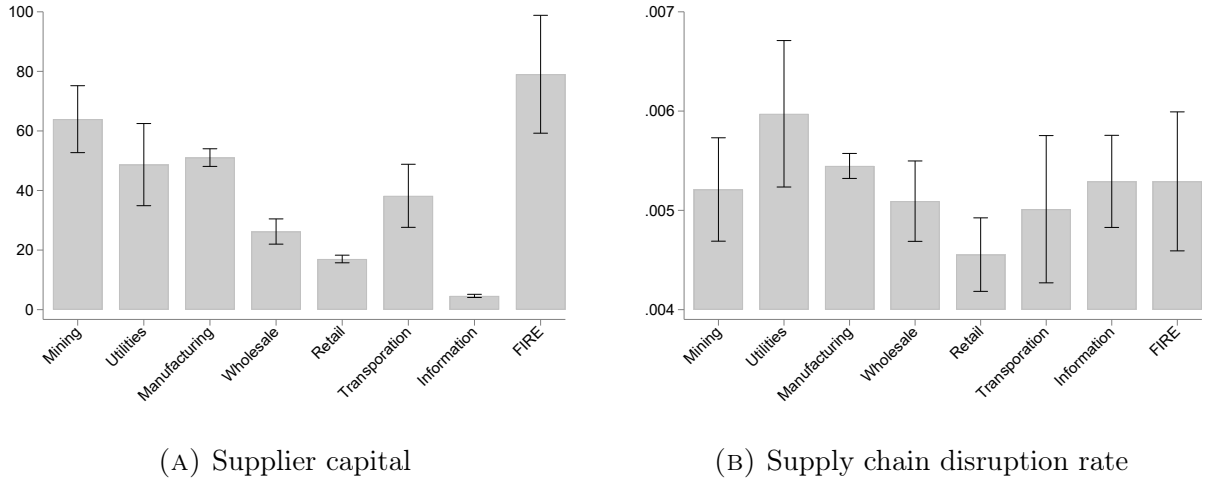 100
80
60
40
20
0
Mining
Utilities
Manufacturing
Wholesale
Retail
Transporation
Information
FIRE
(A) Supplier capital
.007
.006
.005
.004
Mining
Utilities
Manufacturing
Wholesale
Retail
Transporation
Information
FIRE
(B) Supply chain disruption rate